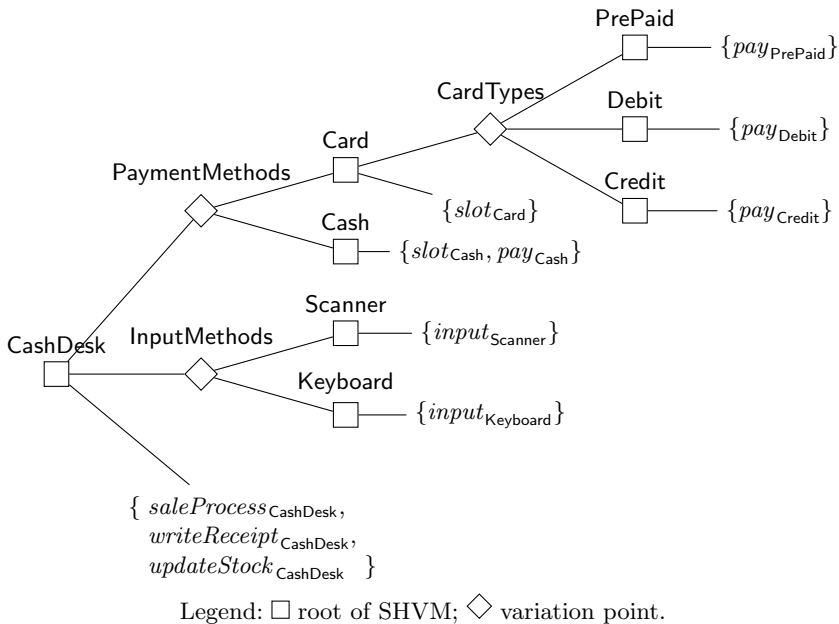 PrePaid
{pay_PrePaid}
CardTypes
Debit
{pay_Debit}
Card
PaymentMethods
Credit
{slot_Card}
{pay_Credit}
Cash
{slot_Cash, pay_Cash}
Scanner
InputMethods
{input_Scanner}
CashDesk
Keyboard
{input_Keyboard}
{ saleProcess_CashDesk,
writeReceipt_CashDesk,
updateStock_CashDesk }
Legend: □ root of SHVM; ◇ variation point.